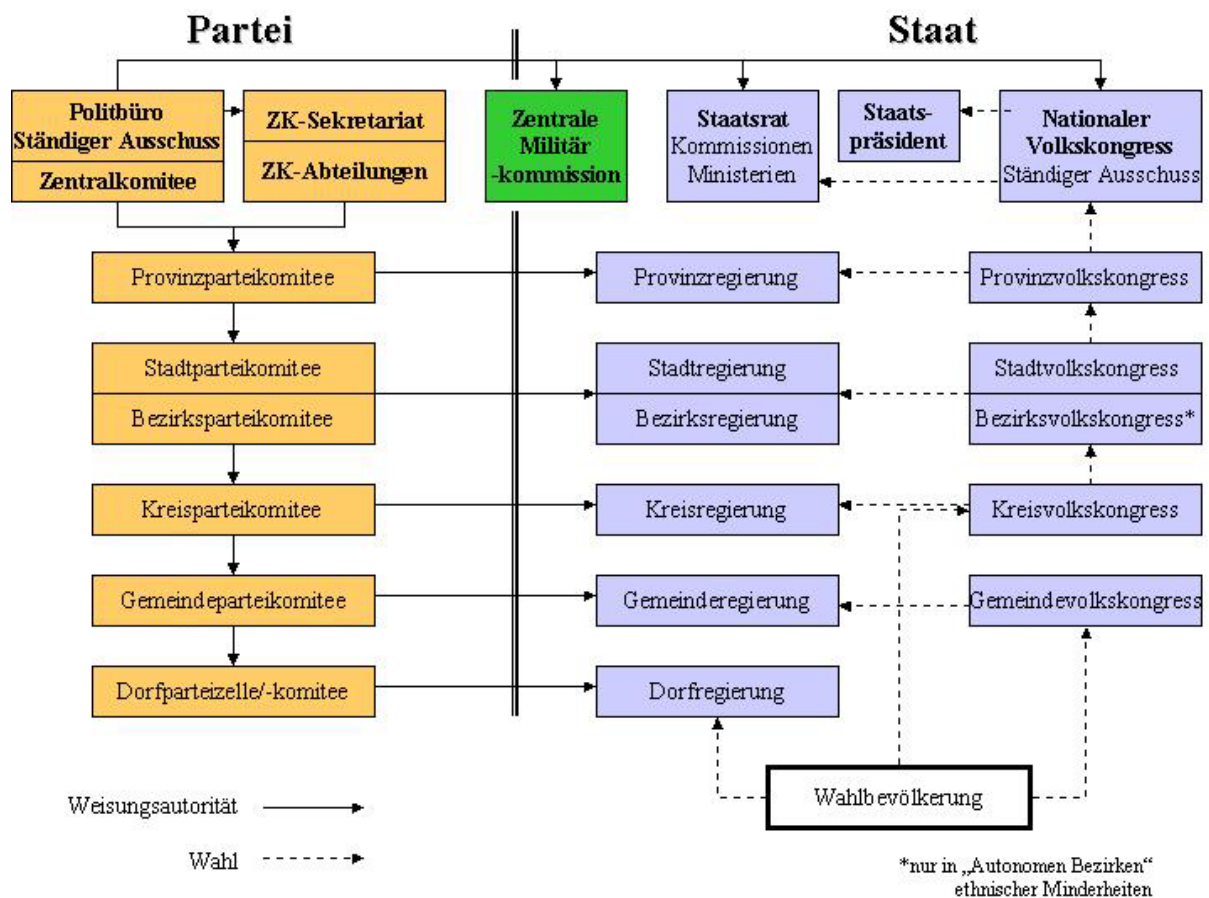 Partei
Staat
Politbüro
Ständiger Ausschuss
Zentralkomitee
ZK-Sekretariat
ZK-Abteilungen
Zentrale
Militär
-kommission
Staatsrat
Kommissionen
Ministerien
Staats-
präsident
Nationaler
Volkskongress
Ständiger Ausschuss
Provinzparteikomitee
Provinzregierung
Provinzvolkskongress
Stadtparteikomitee
Stadtregierung
Stadtvolkskongress
Bezirksparteikomitee
Bezirksregierung
Bezirksvolkskongress*
Kreisparteikomitee
Kreisregierung
Kreisvolkskongress
Gemeindeparteikomitee
Gemeinderegierung
Gemeindevolkskongress
Dorfparteizelle/-komitee
Dorfregierung
Wahlbevölkerung
Weisungsautorität
Wahl
*nur in „Autonomen Bezirken“
ethnischer Minderheiten